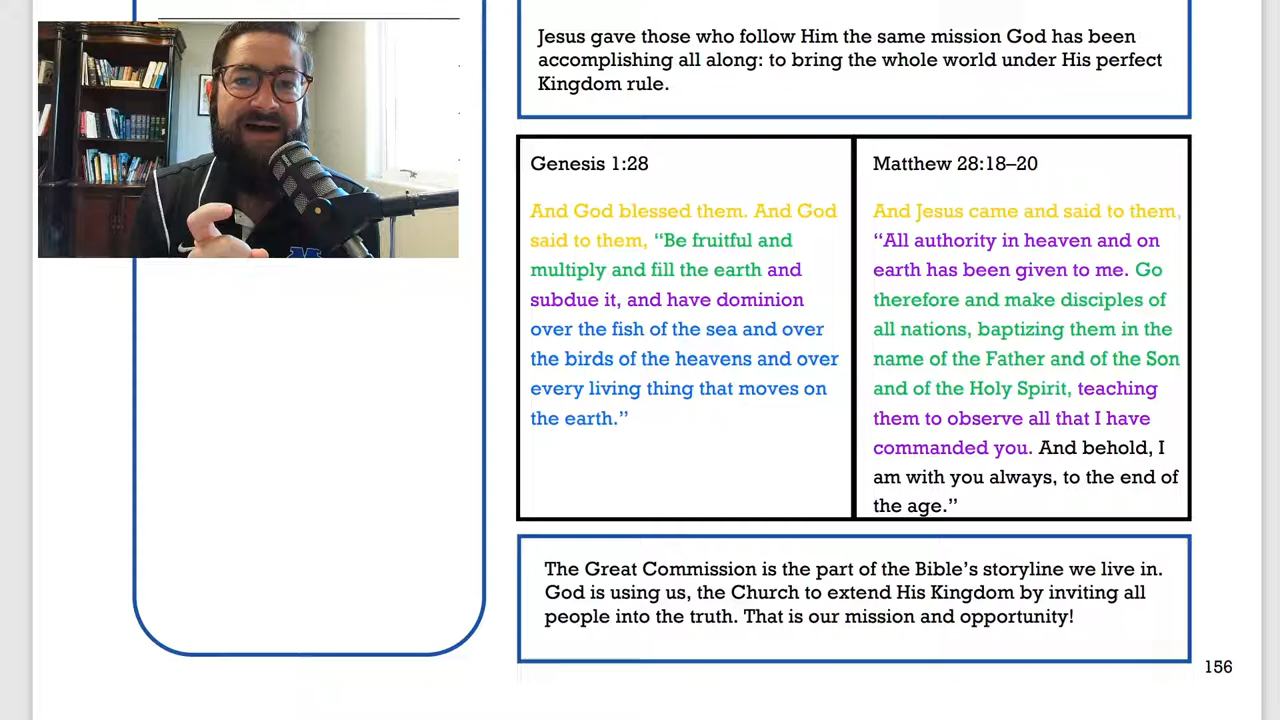 Jesus gave those who follow Him the same mission God has been
accomplishing all along: to bring the whole world under His perfect
Kingdom rule.
Genesis 1:28
And God blessed them. And God
said to them, “Be fruitful and
multiply and fill the earth and
subdue it, and have dominion
over the fish of the sea and over
the birds of the heavens and over
every living thing that moves on
the earth.”
Matthew 28:18–20
And Jesus came and said to them,
“All authority in heaven and on
earth has been given to me. Go
therefore and make disciples of
all nations, baptizing them in the
name of the Father and of the Son
and of the Holy Spirit, teaching
them to observe all that I have
commanded you. And behold, I
am with you always, to the end of
the age.”
The Great Commission is the part of the Bible’s storyline we live in.
God is using us, the Church to extend His Kingdom by inviting all
people into the truth. That is our mission and opportunity!
156